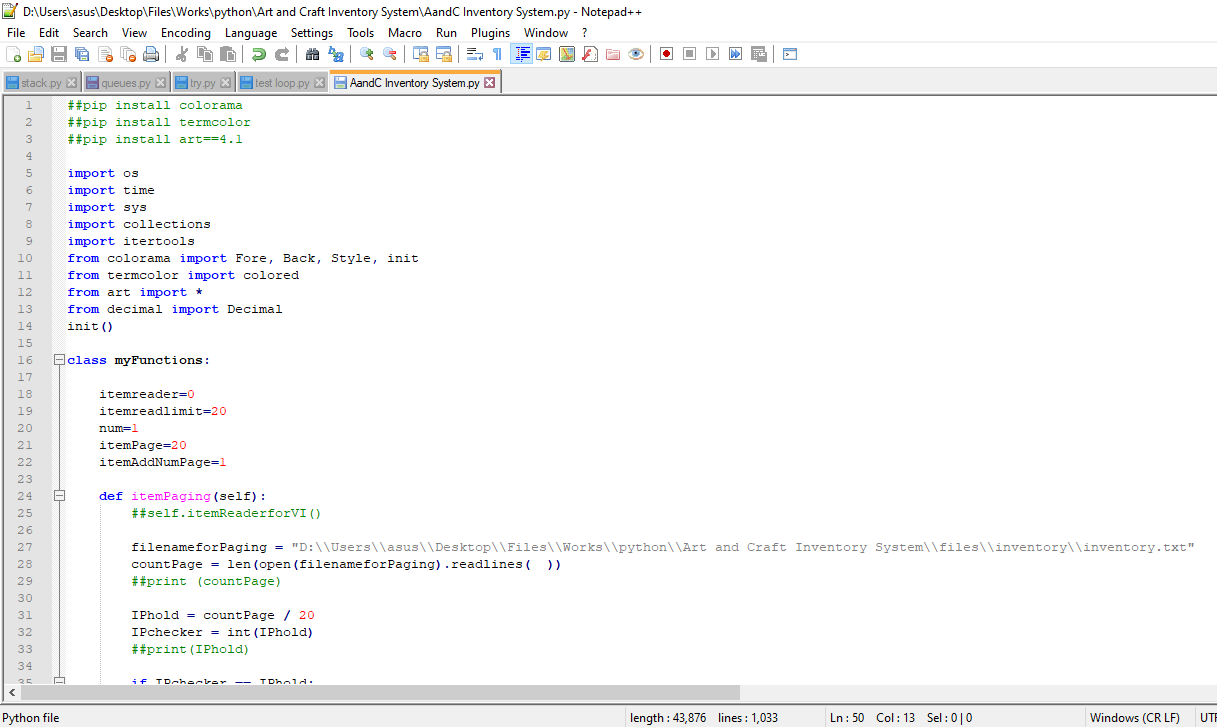 D:\Users\asus\Desktop\Files\Works\python\Art and Craft Inventory System\AandC Inventory System.py - Notepad++
File Edit Search View Encoding Language Settings Tools Macro Run Plugins Window ?
stack.py queues.py try.py test loop.py AandC Inventory System.py
1 ##pip install colorama
2 ##pip install termcolor
3 ##pip install art==4.1
4
5 import os
6 import time
7 import sys
8 import collections
9 import itertools
10 from colorama import Fore, Back, Style, init
11 from termcolor import colored
12 from art import *
13 from decimal import Decimal
14 init()
15
16 class myFunctions:
17
18 itemreader=0
19 itemreadlimit=20
20 num=1
21 itemPage=20
22 itemAddNumPage=1
23
24 def itemPaging(self):
25 ##self.itemReaderforVI()
26
27 filenameforPaging = "D:\\Users\\asus\\Desktop\\Files\\Works\\python\\Art and Craft Inventory System\\files\\inventory\\inventory.txt"
28 countPage = len(open(filenameforPaging).readlines(  ))
29 ##print (countPage)
30
31 IPhold = countPage / 20
32 IPchecker = int(IPhold)
33 ##print(IPhold)
34
35 if IPchecker == IPhold:
Python file length : 43,876 lines : 1,033 Ln : 50 Col : 13 Sel : 0 | 0 Windows (CR LF) UTF